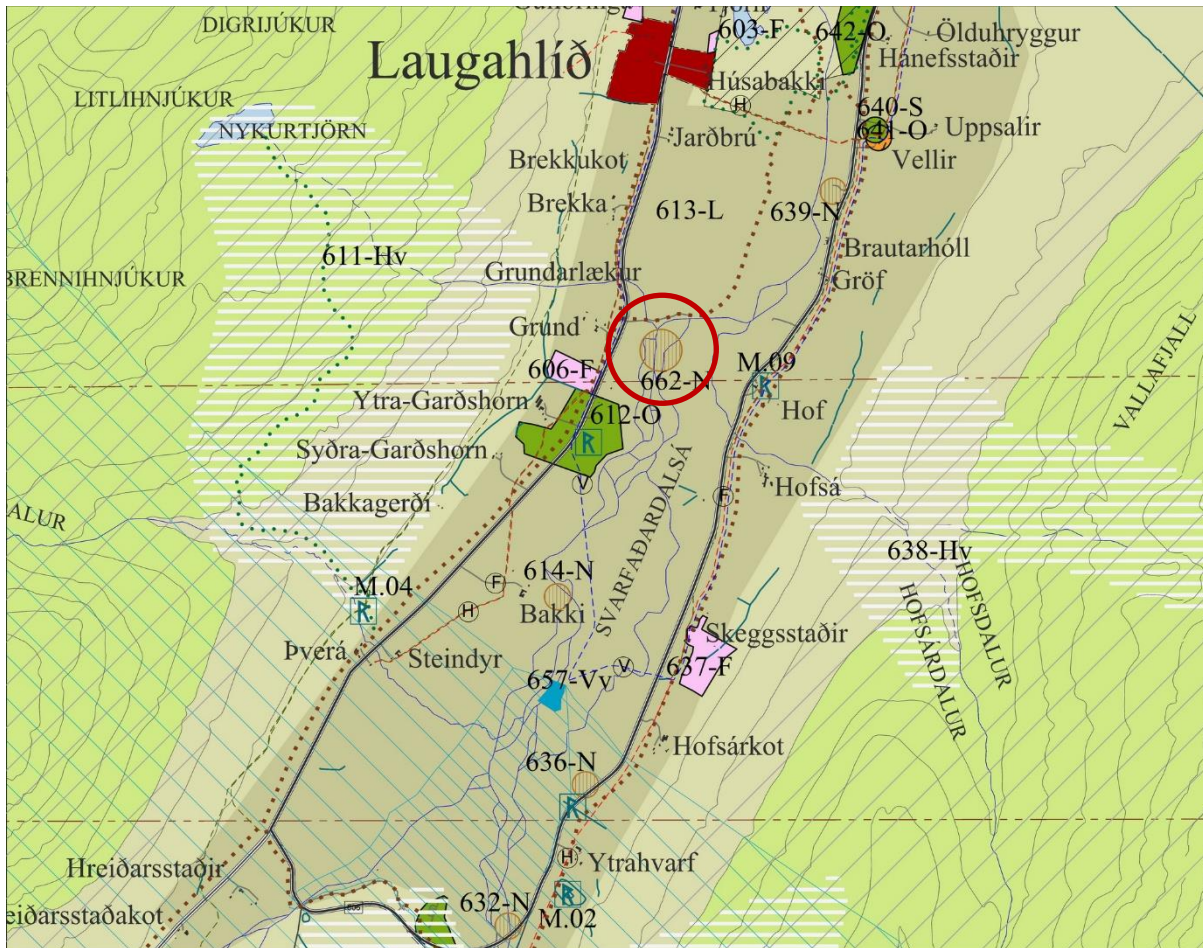 DIGRIJÚKUR
603-F
642-O
Ölduhryggur
Hánefsstaðir
Laugahlíð
Húsabakki
LITLIHNJÚKUR
H
640-S
NYKURTJÖRN
641-O
Uppsalir
Jarðbrú
Vellir
Brekkukot
Brekka
613-L
639-N
611-Hv
Brautarhóll
Grundarlækur
Gröf
BRENNIHNJÚKUR
Grund
VALLAFJALL
606-F
662-N
M.09
R
Ytra-Garðshorn
612-O
Hof
R
Syðra-Garðshorn
V
Hofsá
Bakkagerði
F
SVARFAÐARDALSÁ
ALUR
638-Hv
614-N
F
HOFSDALUR
M.04
R
H
Bakki
HOFSÁRDALUR
Þverá
Steindyr
Skeggsstaðir
V
637-F
657-Vv
Hofsárkot
636-N
R
H
Ytrahvarf
Hreiðarsstaðir
632-N
R
M.02
eiðarsstaðakot